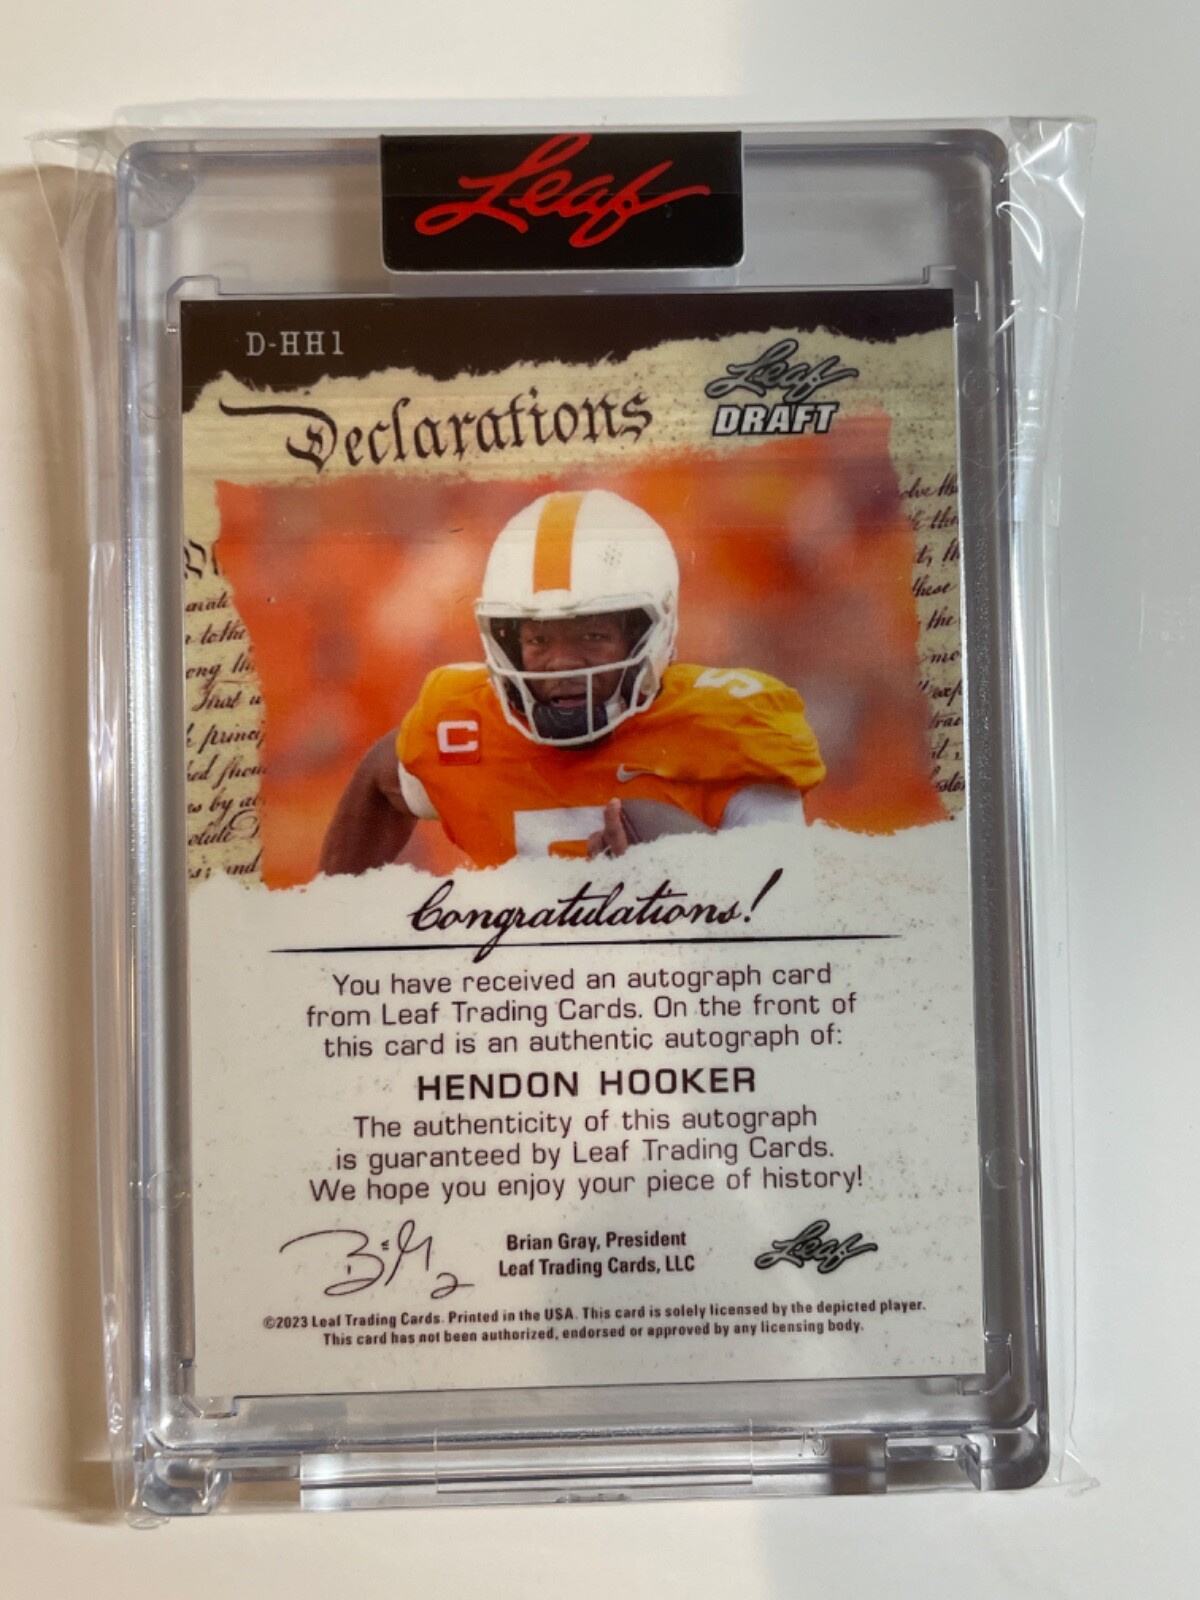 Leaf
D-HH1
Declarations
Leaf
DRAFT
C
5
Congratulations!
You have received an autograph card
from Leaf Trading Cards. On the front of
this card is an authentic autograph of:
HENDON HOOKER
The authenticity of this autograph
is guaranteed by Leaf Trading Cards.
We hope you enjoy your piece of history!
Brian Gray, President
Leaf Trading Cards, LLC
Leaf
©2023 Leaf Trading Cards. Printed in the USA. This card is solely licensed by the depicted player.
This card has not been authorized, endorsed or approved by any licensing body.